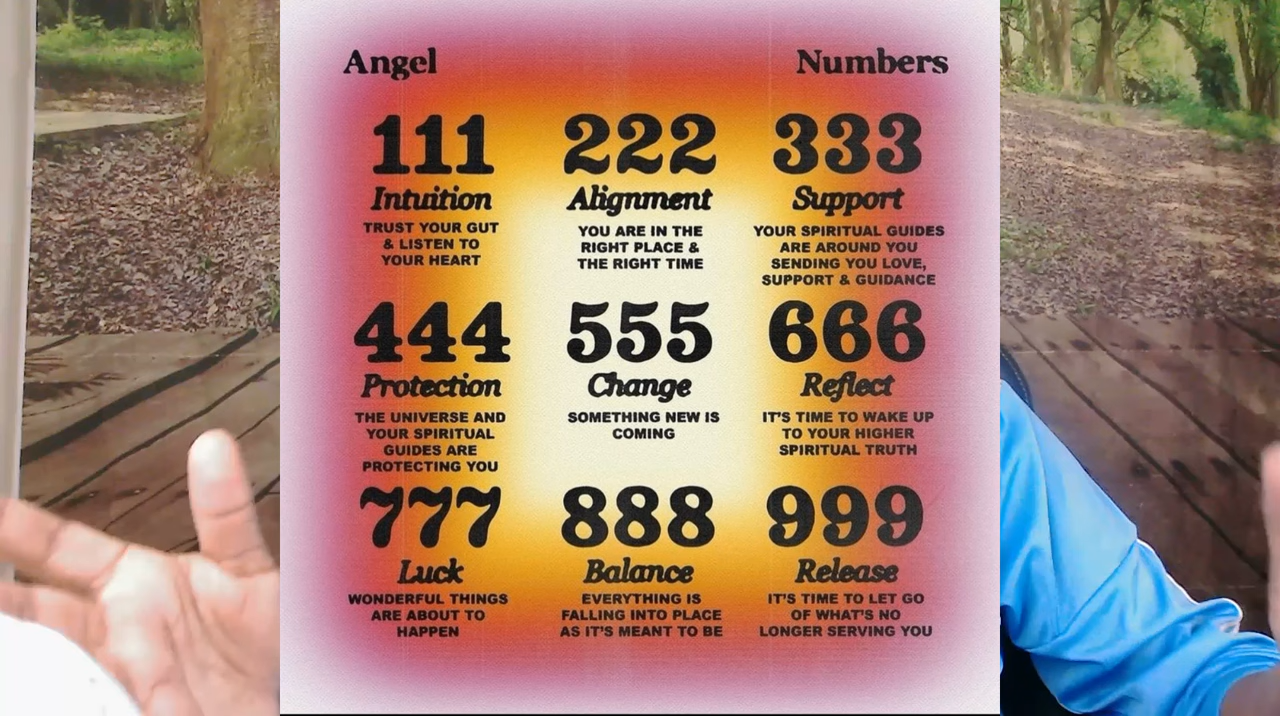 Angel Numbers
111 222 333
Intuition Alignment Support
TRUST YOUR GUT
& LISTEN TO
YOUR HEART
YOU ARE IN THE
RIGHT PLACE &
THE RIGHT TIME
YOUR SPIRITUAL GUIDES
ARE AROUND YOU
SENDING YOU LOVE,
SUPPORT & GUIDANCE
444 555 666
Protection Change Reflect
THE UNIVERSE AND
YOUR SPIRITUAL
GUIDES ARE
PROTECTING YOU
SOMETHING NEW IS
COMING
IT'S TIME TO WAKE UP
TO YOUR HIGHER
SPIRITUAL TRUTH
777 888 999
Luck Balance Release
WONDERFUL THINGS
ARE ABOUT TO
HAPPEN
EVERYTHING IS
FALLING INTO PLACE
AS IT'S MEANT TO BE
IT'S TIME TO LET GO
OF WHAT'S NO
LONGER SERVING YOU